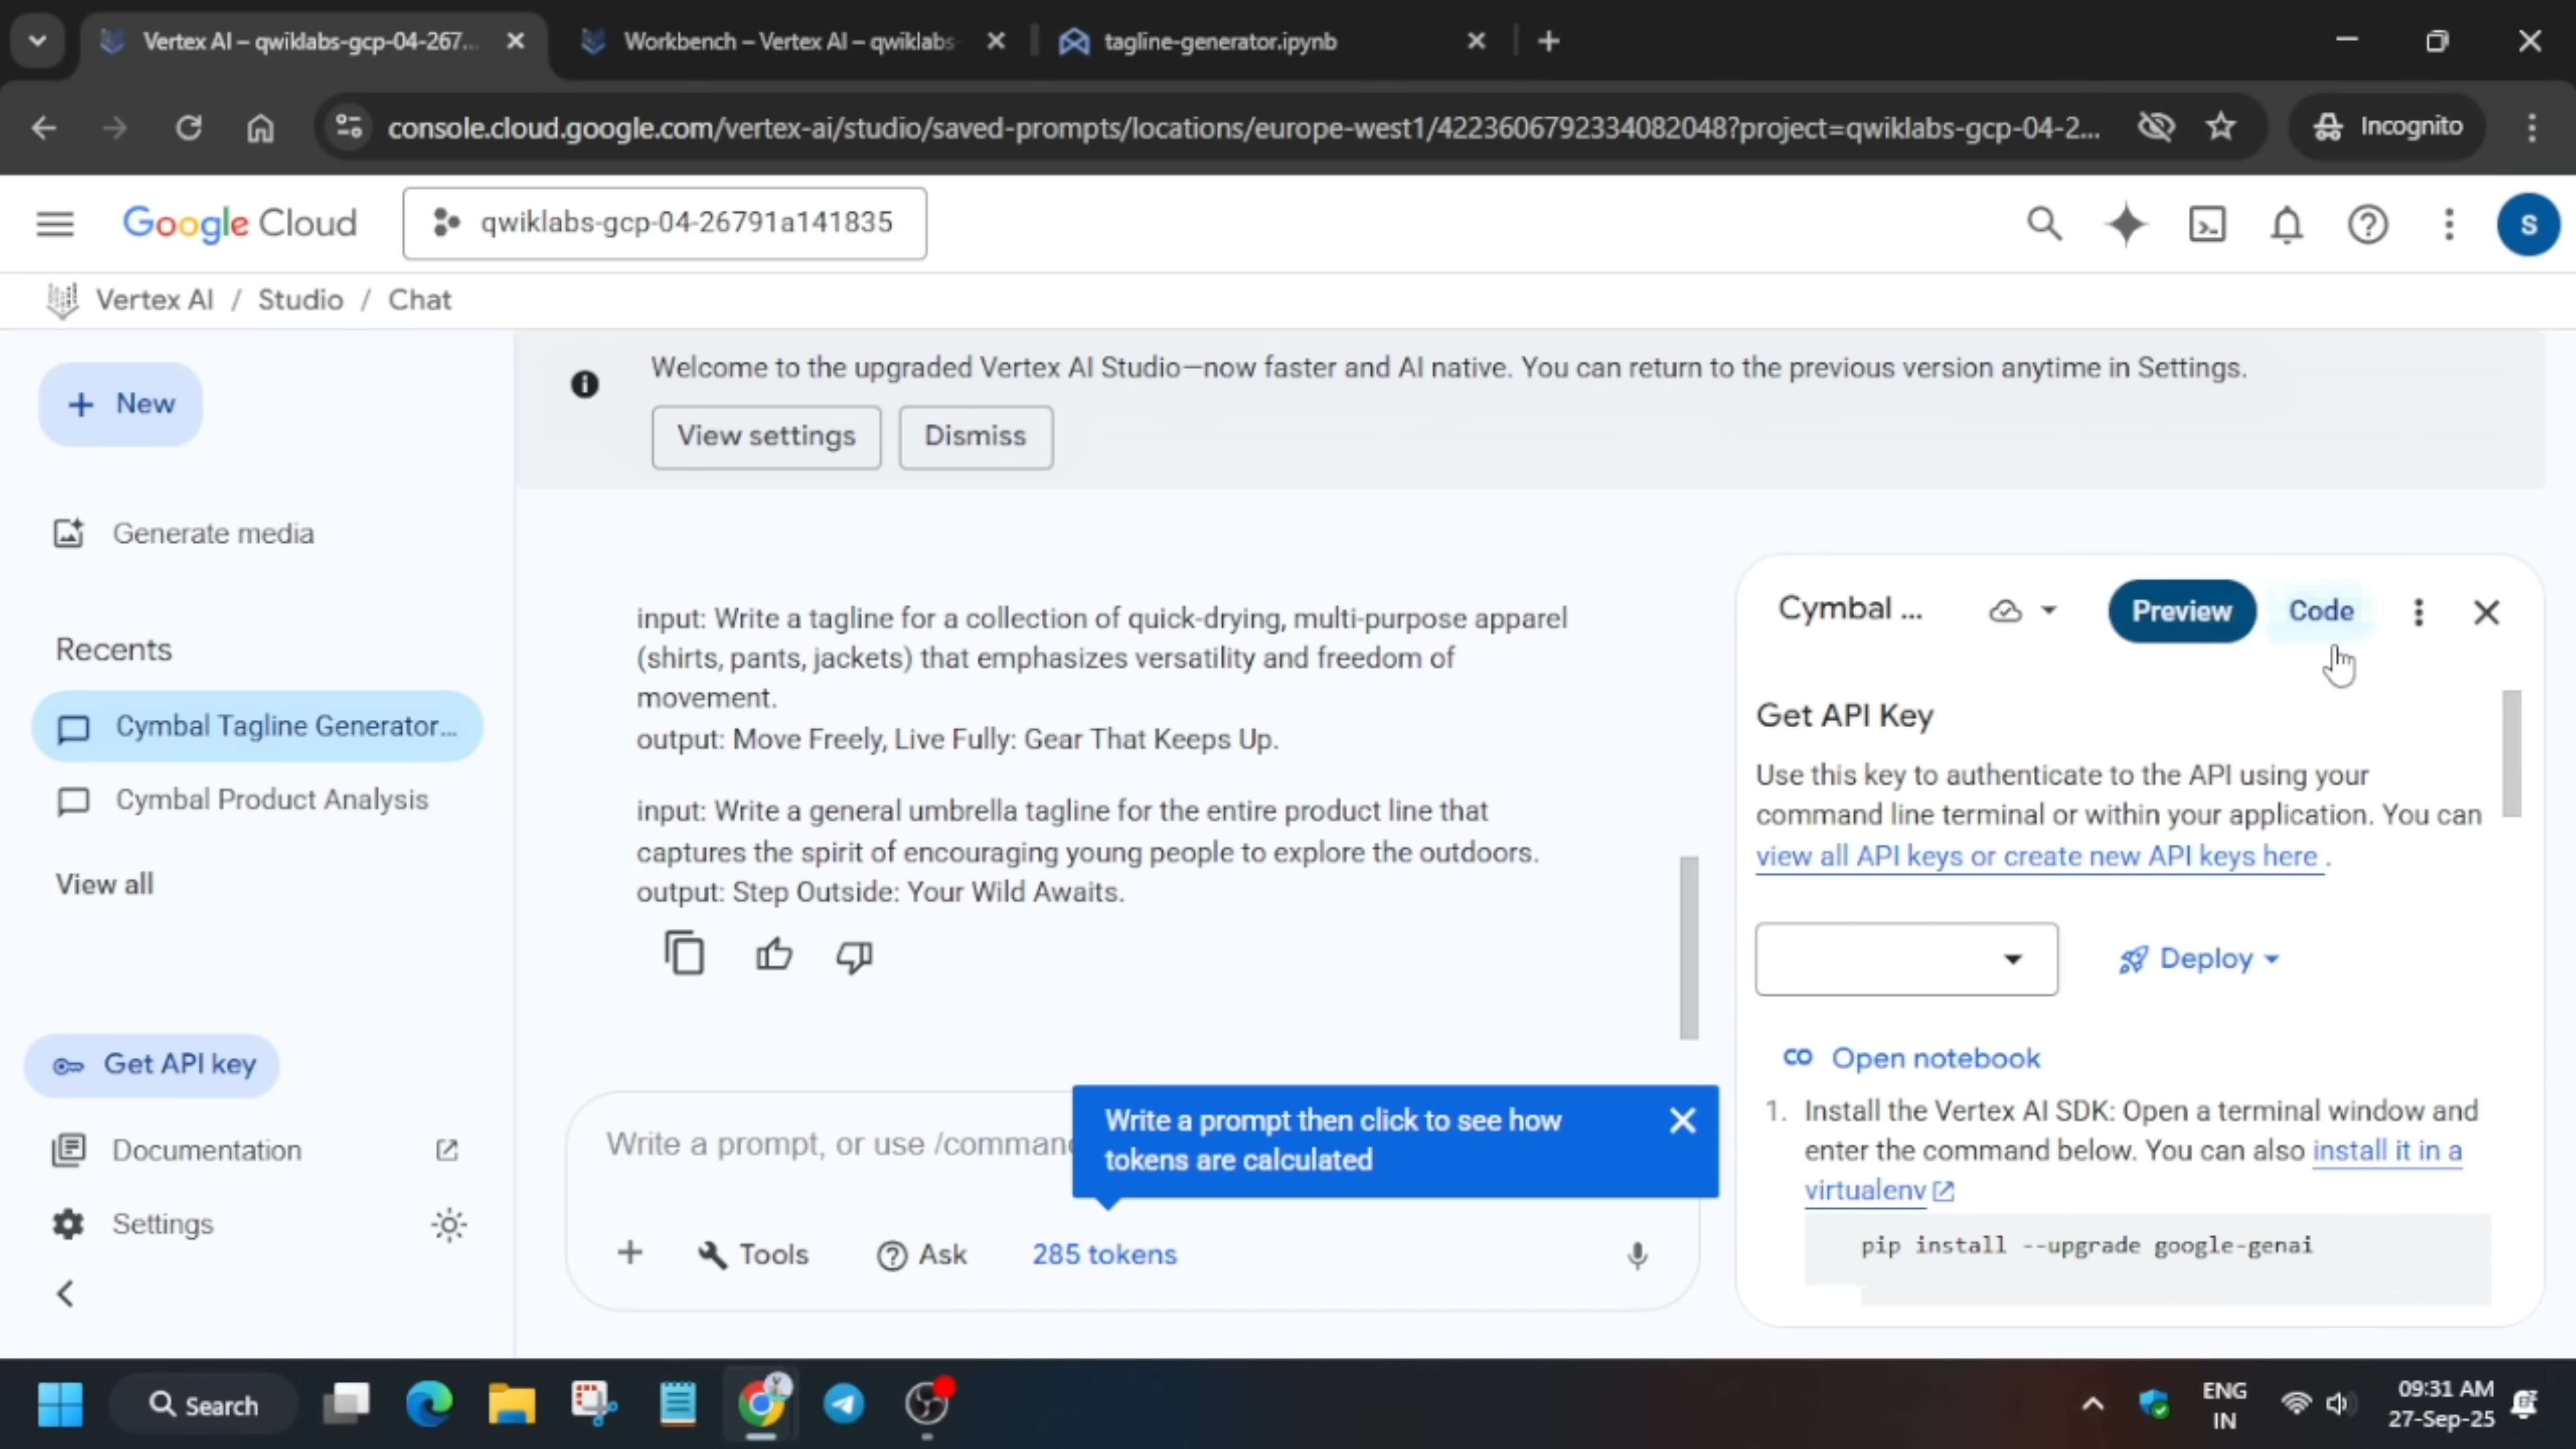 Vertex AI – qwiklabs-gcp-04-267...
Workbench – Vertex AI – qwiklabs-
tagline-generator.ipynb
console.cloud.google.com/vertex-ai/studio/saved-prompts/locations/europe-west1/4223606792334082048?project=qwiklabs-gcp-04-2...
Incognito
Google Cloud
qwiklabs-gcp-04-26791a141835
S
Vertex AI / Studio / Chat
New
Generate media
Recents
Cymbal Tagline Generator...
Cymbal Product Analysis
View all
Get API key
Documentation
Settings
Welcome to the upgraded Vertex AI Studio—now faster and AI native. You can return to the previous version anytime in Settings.
View settings
Dismiss
input: Write a tagline for a collection of quick-drying, multi-purpose apparel
(shirts, pants, jackets) that emphasizes versatility and freedom of
movement.
output: Move Freely, Live Fully: Gear That Keeps Up.
input: Write a general umbrella tagline for the entire product line that
captures the spirit of encouraging young people to explore the outdoors.
output: Step Outside: Your Wild Awaits.
Write a prompt, or use /comman
Write a prompt then click to see how
tokens are calculated
Tools
Ask
285 tokens
Cymbal ...
Preview
Code
Get API Key
Use this key to authenticate to the API using your
command line terminal or within your application. You can
view all API keys or create new API keys here .
Deploy
Open notebook
1. Install the Vertex AI SDK: Open a terminal window and
enter the command below. You can also install it in a
virtualenv
pip install --upgrade google-genai
Search
ENG
IN
09:31 AM
27-Sep-25